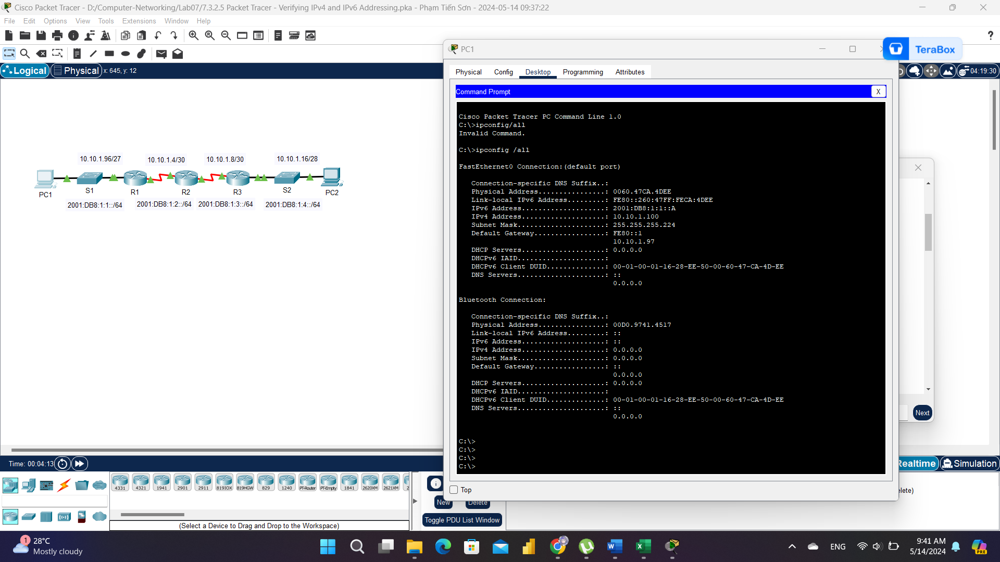 Cisco Packet Tracer - D:/Computer-Networking/Lab07/7.3.2.5 Packet Tracer - Verifying IPv4 and IPv6 Addressing.pka - Phạm Tiến Sơn - 2024-05-14 09:37:22
File Edit Options View Tools Extensions Window Help
?
PC1
TeraBox
Logical Physical x: 645, y: 12
04:19:30
Physical Config Desktop Programming Attributes
Command Prompt X
Cisco Packet Tracer PC Command Line 1.0
C:\>ipconfig/all
Invalid Command.
C:\>ipconfig /all
FastEthernet0 Connection:(default port)
Connection-specific DNS Suffix..:
Physical Address................: 0060.47CA.4DEE
Link-local IPv6 Address.........: FE80::260:47FF:FECA:4DEE
IPv6 Address....................: 2001:DB8:1:1::A
IPv4 Address....................: 10.10.1.100
Subnet Mask.....................: 255.255.255.224
Default Gateway.................: FE80::1
10.10.1.97
DHCP Servers....................: 0.0.0.0
DHCPv6 IAID.....................:
DHCPv6 Client DUID..............: 00-01-00-01-16-28-EE-50-00-60-47-CA-4D-EE
DNS Servers.....................: ::
0.0.0.0
Bluetooth Connection:
Connection-specific DNS Suffix..:
Physical Address................: 00D0.9741.4517
Link-local IPv6 Address.........: ::
IPv6 Address....................: ::
IPv4 Address....................: 0.0.0.0
Subnet Mask.....................: 0.0.0.0
Default Gateway.................: ::
0.0.0.0
DHCP Servers....................: 0.0.0.0
DHCPv6 IAID.....................:
DHCPv6 Client DUID..............: 00-01-00-01-16-28-EE-50-00-60-47-CA-4D-EE
DNS Servers.....................: ::
0.0.0.0
C:\>
C:\>
C:\>
C:\>
Top
10.10.1.96/27 10.10.1.4/30 10.10.1.8/30 10.10.1.16/28
PC1 S1 R1 R2 R3 S2 PC2
2001:DB8:1:1::/64 2001:DB8:1:2::/64 2001:DB8:1:3::/64 2001:DB8:1:4::/64
Next
Time: 00:04:13
Realtime Simulation
4331 4321 1941 2901 2911 819IOX 819HGW 829 1240 PT-Router PT-Empty 1841 2620XM 2621XM 2
(Select a Device to Drag and Drop to the Workspace)
New Delete
Toggle PDU List Window
elete)
1
28°C
Mostly cloudy
ENG
9:41 AM
5/14/2024
PRE